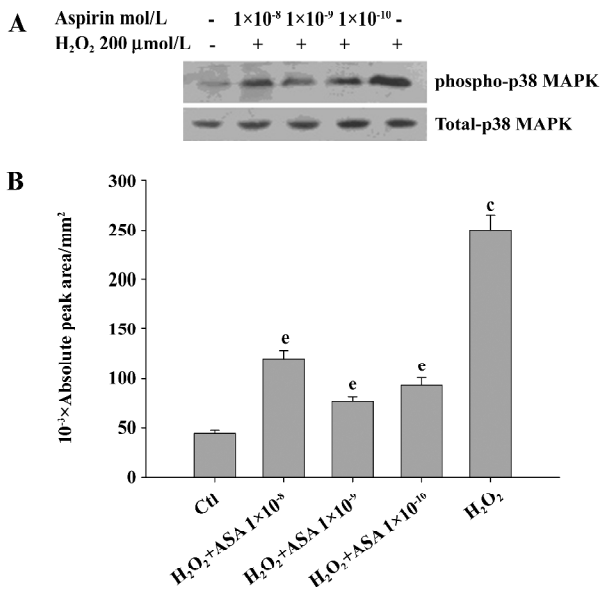 A
Aspirin mol/L - 1×10⁻⁸ 1×10⁻⁹ 1×10⁻¹⁰ -
H₂O₂ 200 μmol/L - + + + +
phospho-p38 MAPK
Total-p38 MAPK
B
10⁻³×Absolute peak area/mm²
300
250
200
150
100
50
0
e
e
e
c
Ctl
H₂O₂+ASA 1×10⁻⁸
H₂O₂+ASA 1×10⁻⁹
H₂O₂+ASA 1×10⁻¹⁶
H₂O₂